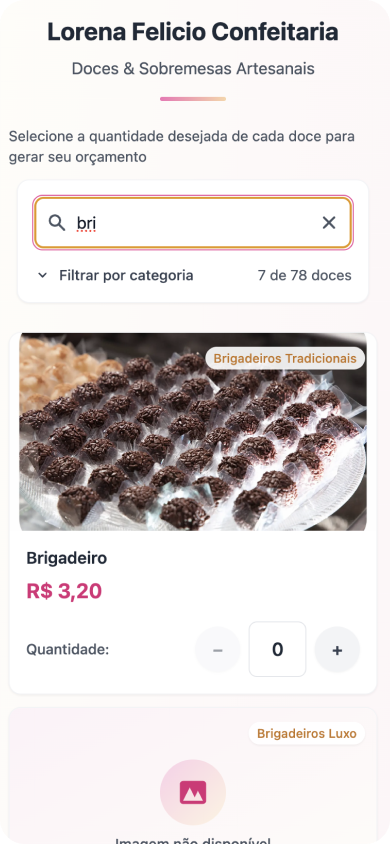 Lorena Felicio Confeitaria
Doces & Sobremesas Artesanais
Selecione a quantidade desejada de cada doce para
gerar seu orçamento
bri
Filtrar por categoria
7 de 78 doces
Brigadeiros Tradicionais
Brigadeiro
R$ 3,20
Quantidade:
−
0
+
Brigadeiros Luxo
Imagem não disponível